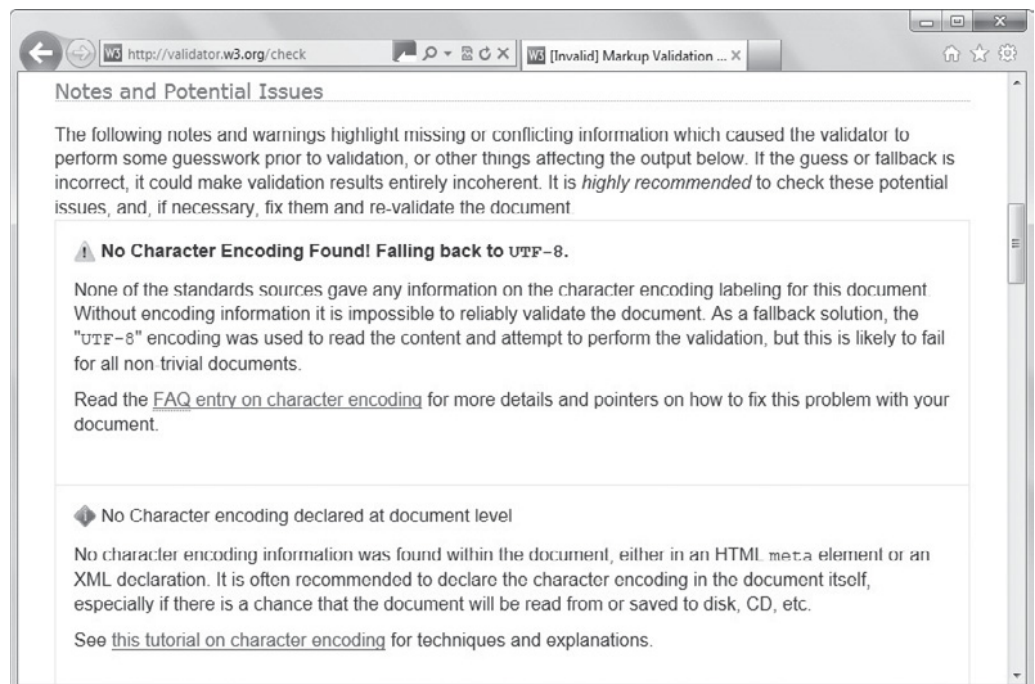 http://validator.w3.org/check
W3 [Invalid] Markup Validation ... ×
Notes and Potential Issues
The following notes and warnings highlight missing or conflicting information which caused the validator to
perform some guesswork prior to validation, or other things affecting the output below. If the guess or fallback is
incorrect, it could make validation results entirely incoherent. It is highly recommended to check these potential
issues, and, if necessary, fix them and re-validate the document.
No Character Encoding Found! Falling back to UTF-8.
None of the standards sources gave any information on the character encoding labeling for this document.
Without encoding information it is impossible to reliably validate the document. As a fallback solution, the
"UTF-8" encoding was used to read the content and attempt to perform the validation, but this is likely to fail
for all non-trivial documents.
Read the FAQ entry on character encoding for more details and pointers on how to fix this problem with your
document.
No Character encoding declared at document level
No character encoding information was found within the document, either in an HTML meta element or an
XML declaration. It is often recommended to declare the character encoding in the document itself,
especially if there is a chance that the document will be read from or saved to disk, CD, etc.
See this tutorial on character encoding for techniques and explanations.